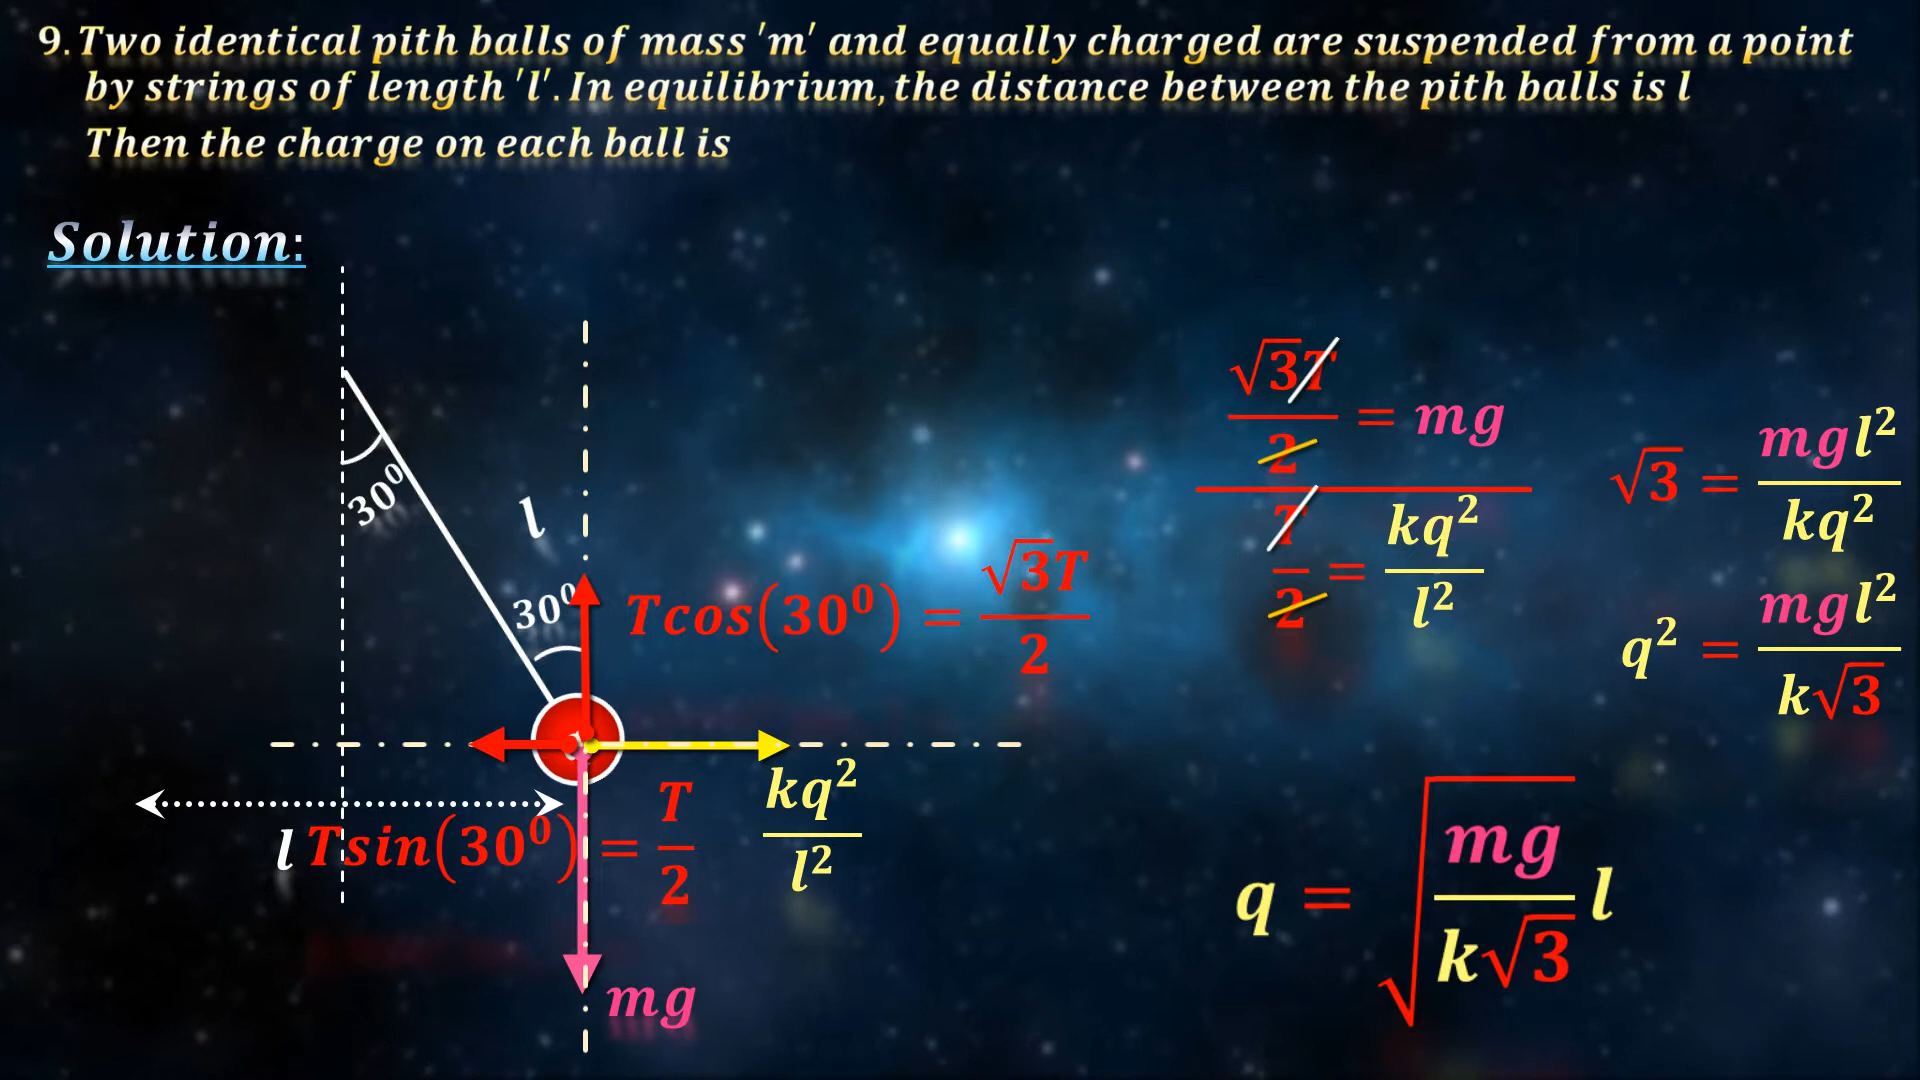 9. Two identical pith balls of mass 'm' and equally charged are suspended from a point
by strings of length 'l'. In equilibrium, the distance between the pith balls is l
Then the charge on each ball is
Solution:
30⁰
l
30⁰
Tcos(30⁰) = √3T/2
l
Tsin(30⁰) = T/2
kq²/l²
mg
√3T/2 = mg
T/2 = kq²/l²
√3 = mgl²/kq²
q² = mgl²/k√3
q = √(mg/k√3) l